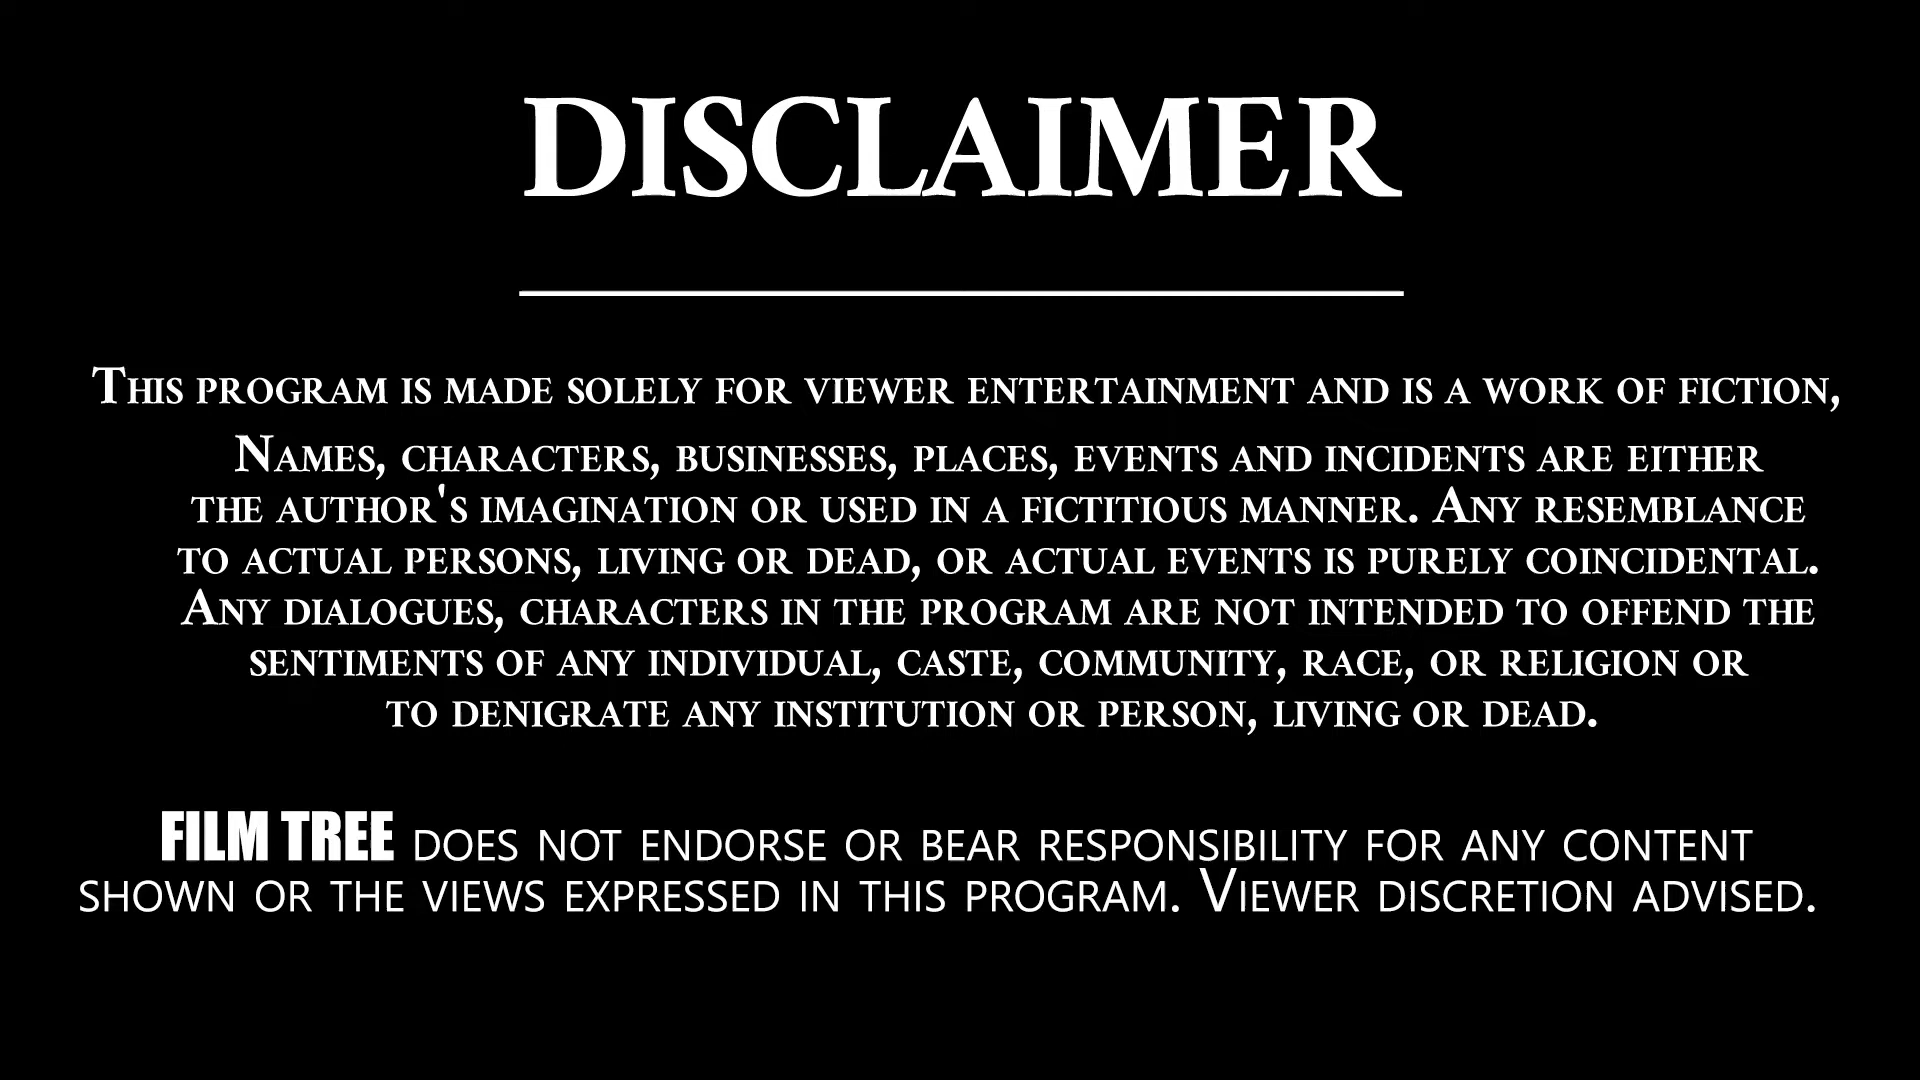 DISCLAIMER
This program is made solely for viewer entertainment and is a work of fiction,
Names, characters, businesses, places, events and incidents are either
the author's imagination or used in a fictitious manner. Any resemblance
to actual persons, living or dead, or actual events is purely coincidental.
Any dialogues, characters in the program are not intended to offend the
sentiments of any individual, caste, community, race, or religion or
to denigrate any institution or person, living or dead.
FILM TREE does not endorse or bear responsibility for any content
shown or the views expressed in this program. Viewer discretion advised.